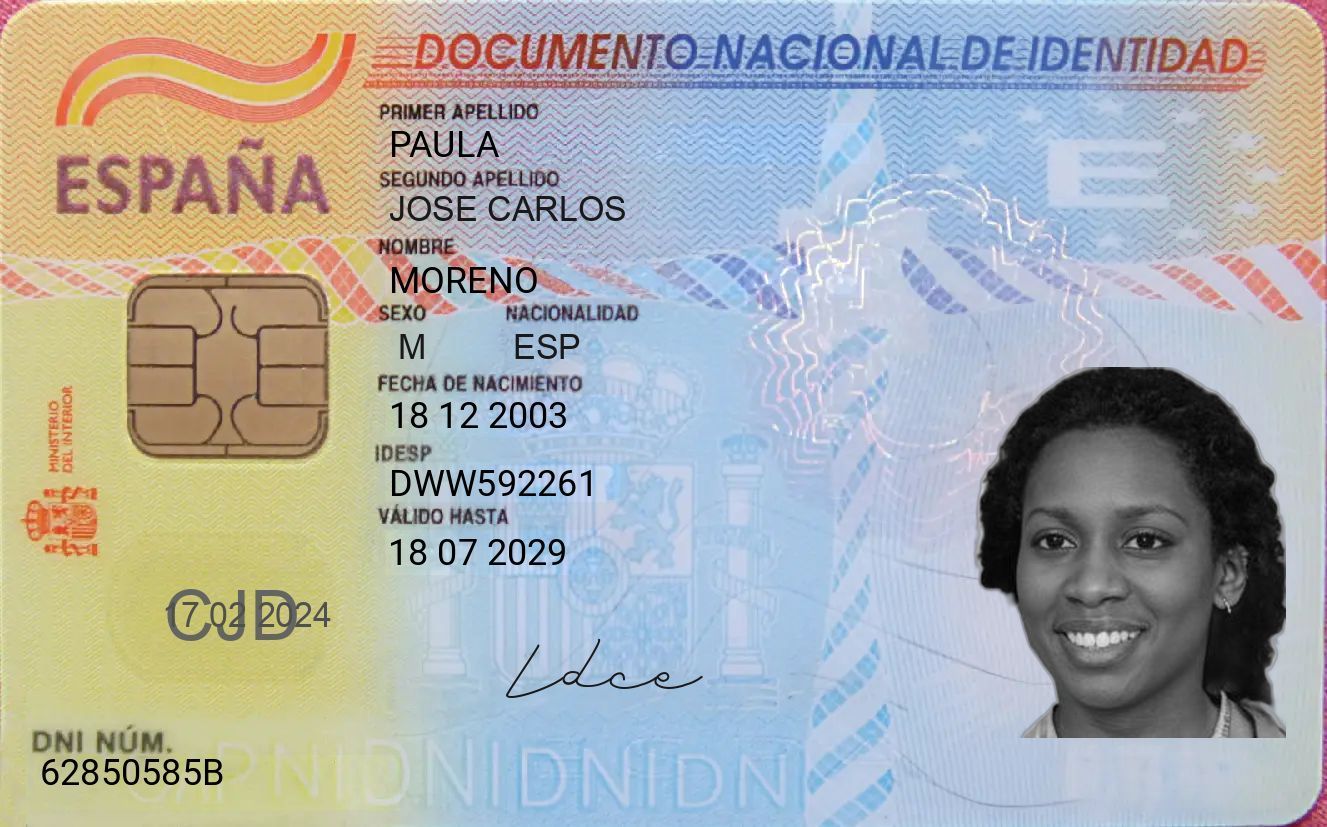 DOCUMENTO NACIONAL DE IDENTIDAD
ESPAÑA
PRIMER APELLIDO
PAULA
SEGUNDO APELLIDO
JOSE CARLOS
NOMBRE
MORENO
SEXO NACIONALIDAD
M ESP
FECHA DE NACIMIENTO
18 12 2003
IDESP
DWW592261
VÁLIDO HASTA
18 07 2029
MINISTERIO
DEL INTERIOR
E
CJD
17 02 2024
Ldce
DNI NÚM.
62850585B
DNIDNIDNIDN